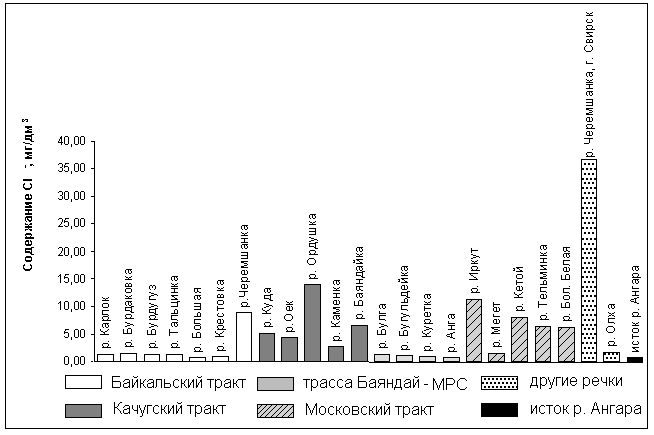 Содержание Cl⁻, мг/дм³
40,00
35,00
30,00
25,00
20,00
15,00
10,00
5,00
0,00
р. Карлок
р. Бурдаковка
р. Бурдугуз
р. Тальцинка
р. Большая
р. Крестовка
р.Черемшанка
р. Куда
р. Оек
р. Ордушка
р. Каменка
р. Баяндайка
р. Булга
р. Бугульдейка
р. Куретка
р. Анга
р. Иркут
р. Мегет
р. Кетой
р. Тельминка
р. Бол. Белая
р. Черемшанка, г. Свирск
р. Олха
исток р. Ангара
Байкальский тракт
трасса Баяндай - МРС
другие речки
Качугский тракт
Московский тракт
исток р. Ангара